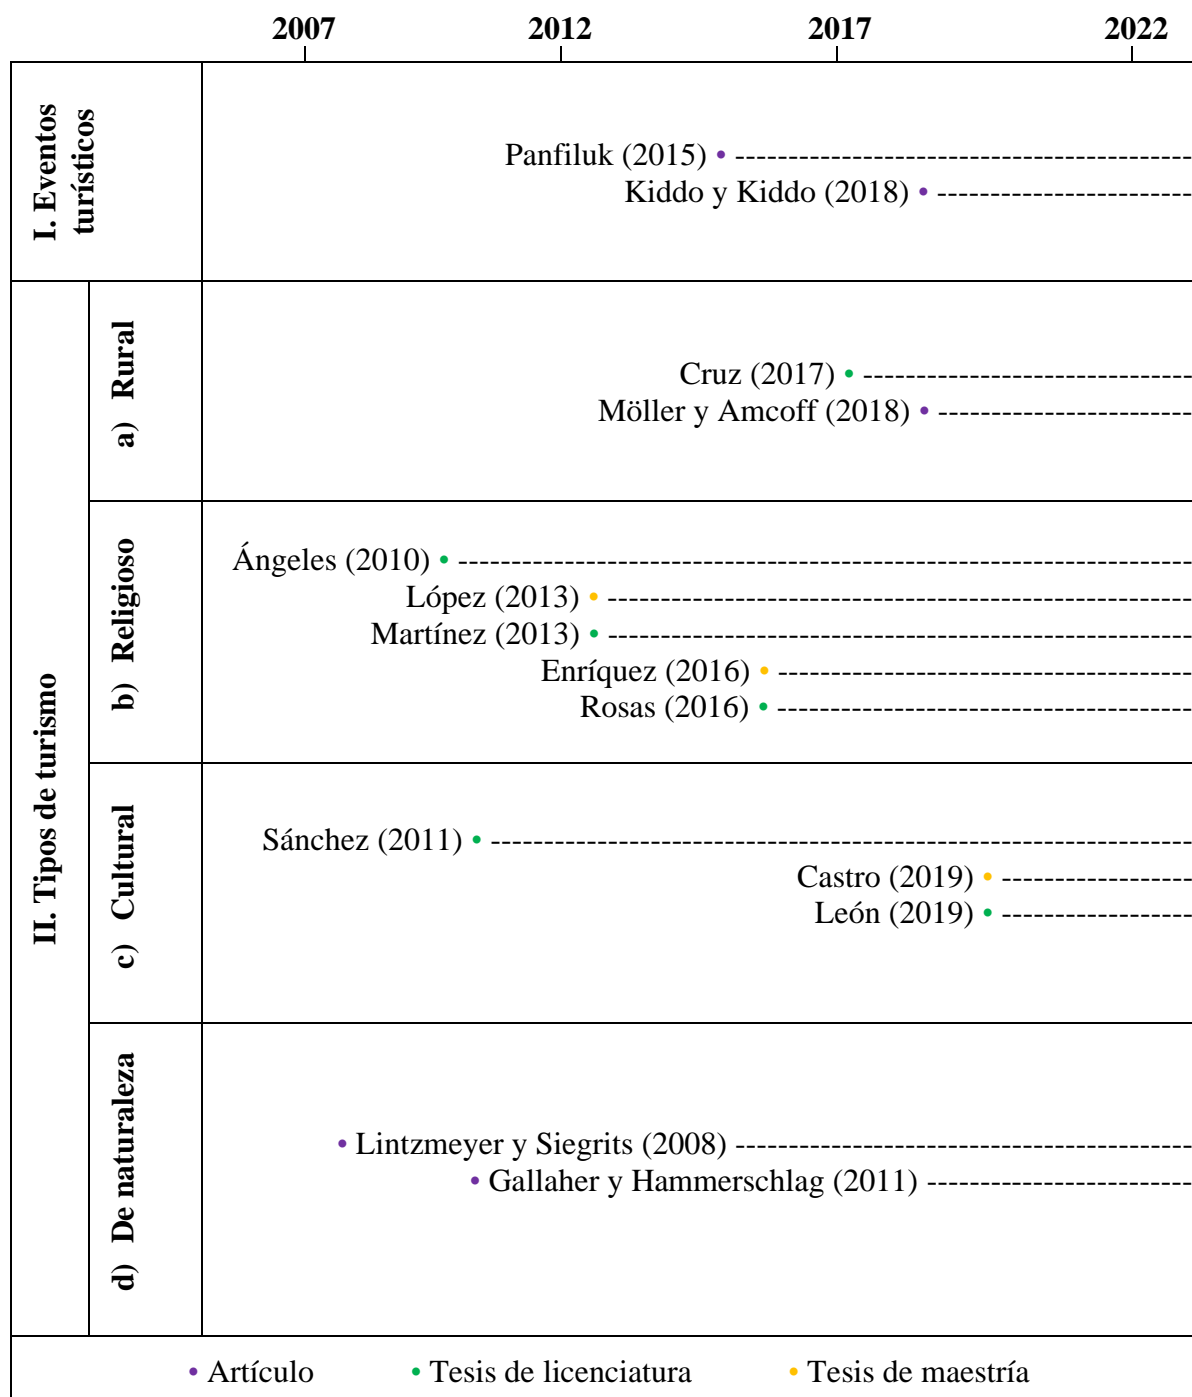 2007 2012 2017 2022
I. Eventos
turísticos
Panfiluk (2015)
Kiddo y Kiddo (2018)
II. Tipos de turismo
a) Rural
Cruz (2017)
Möller y Amcoff (2018)
b) Religioso
Ángeles (2010)
López (2013)
Martínez (2013)
Enríquez (2016)
Rosas (2016)
c) Cultural
Sánchez (2011)
Castro (2019)
León (2019)
d) De naturaleza
Lintzmeyer y Siegrits (2008)
Gallaher y Hammerschlag (2011)
• Artículo • Tesis de licenciatura • Tesis de maestría